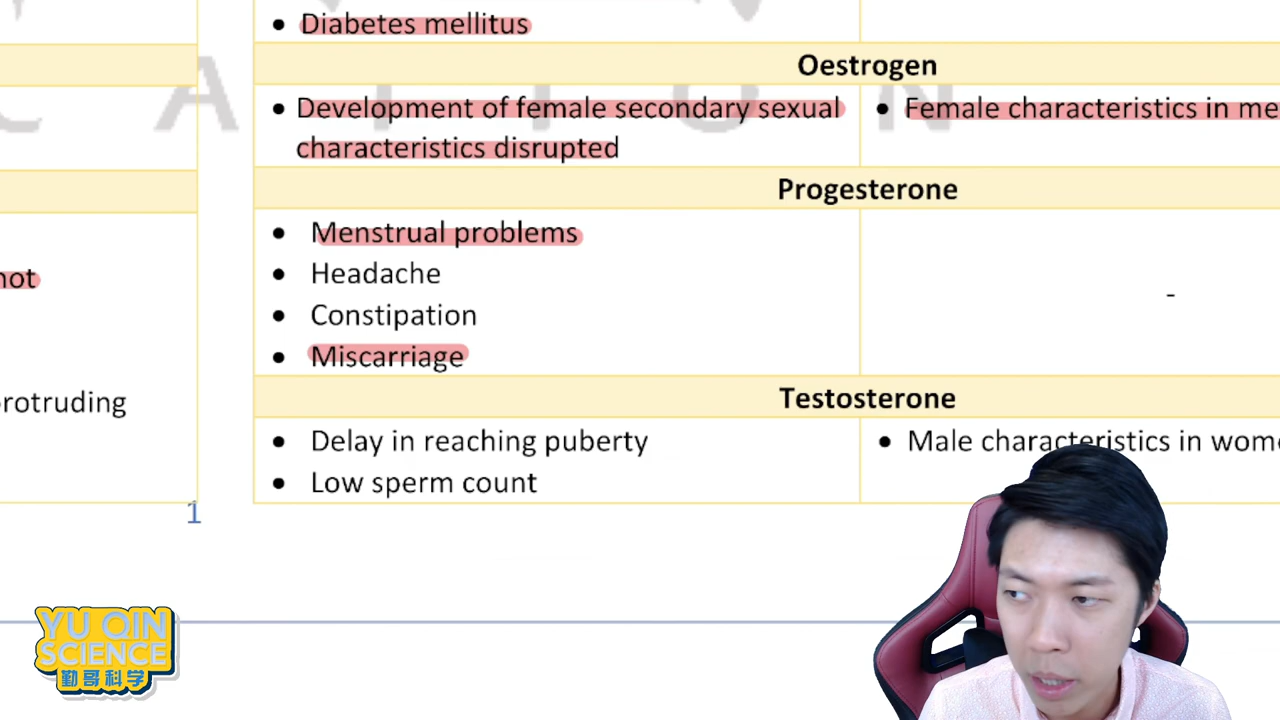 Diabetes mellitus
Oestrogen
Development of female secondary sexual
characteristics disrupted
Female characteristics in me
Progesterone
not
Menstrual problems
Headache
Constipation
Miscarriage
-
protruding
Testosterone
Delay in reaching puberty
Low sperm count
Male characteristics in wome
1
YU QIN
SCIENCE
勤哥科学